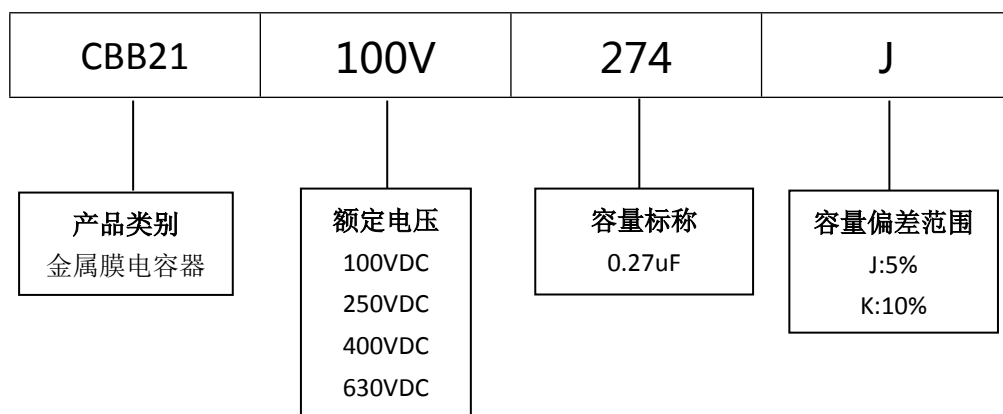 CBB21 100V 274 J
产品类别
金属膜电容器
额定电压
100VDC
250VDC
400VDC
630VDC
容量标称
0.27uF
容量偏差范围
J:5%
K:10%